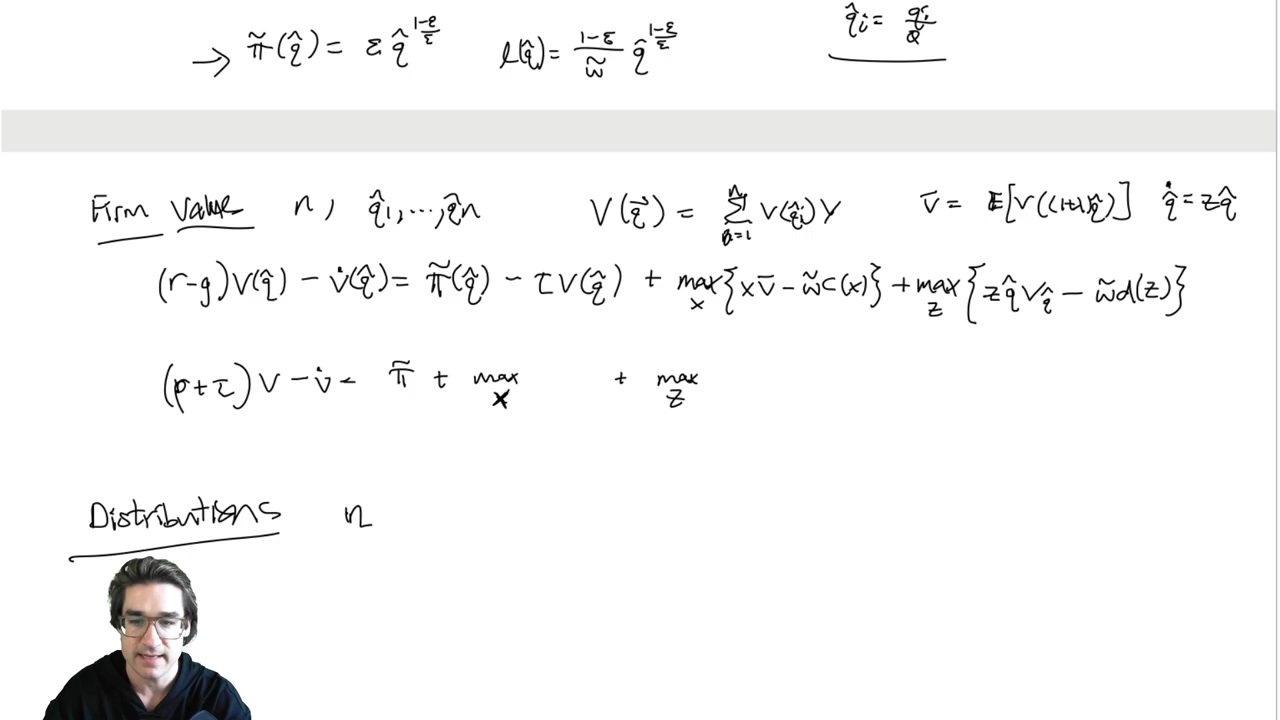 → π̃(q̂) = ε q̂^{(1-ε)/ε}   ℓ(q̂) = (1-ε)/w̃ q̂^{(1-ε)/ε}   q̂ᵢ = qᵢ/Q
Firm Value   n, q̂₁, ..., q̂n   V(q⃗) = Σ_{i=1}^{n} v(q̂ᵢ)   v̄ = E[v((1+λ)q̂)]   q̂̇ = zq̂
(r-g)v(q̂) - v̇(q̂) = π̃(q̂) - τv(q̂) + max_x {xv̄ - w̃c(x)} + max_z {zq̂v_q̂ - w̃d(z)}
(ρ+τ)v - v̇ = π̃ + max_x + max_z
Distributions   n